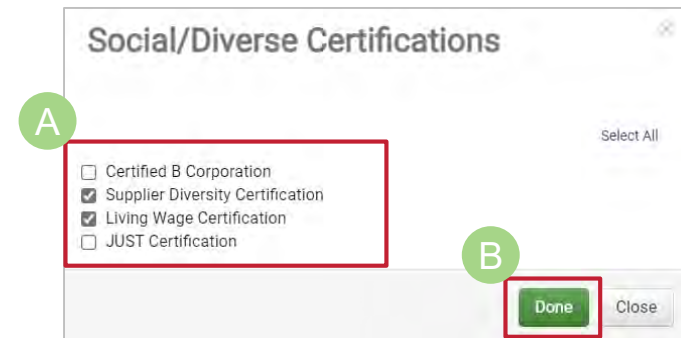 Social/Diverse Certifications
A
Select All
Certified B Corporation
Supplier Diversity Certification
Living Wage Certification
JUST Certification
B
Done Close